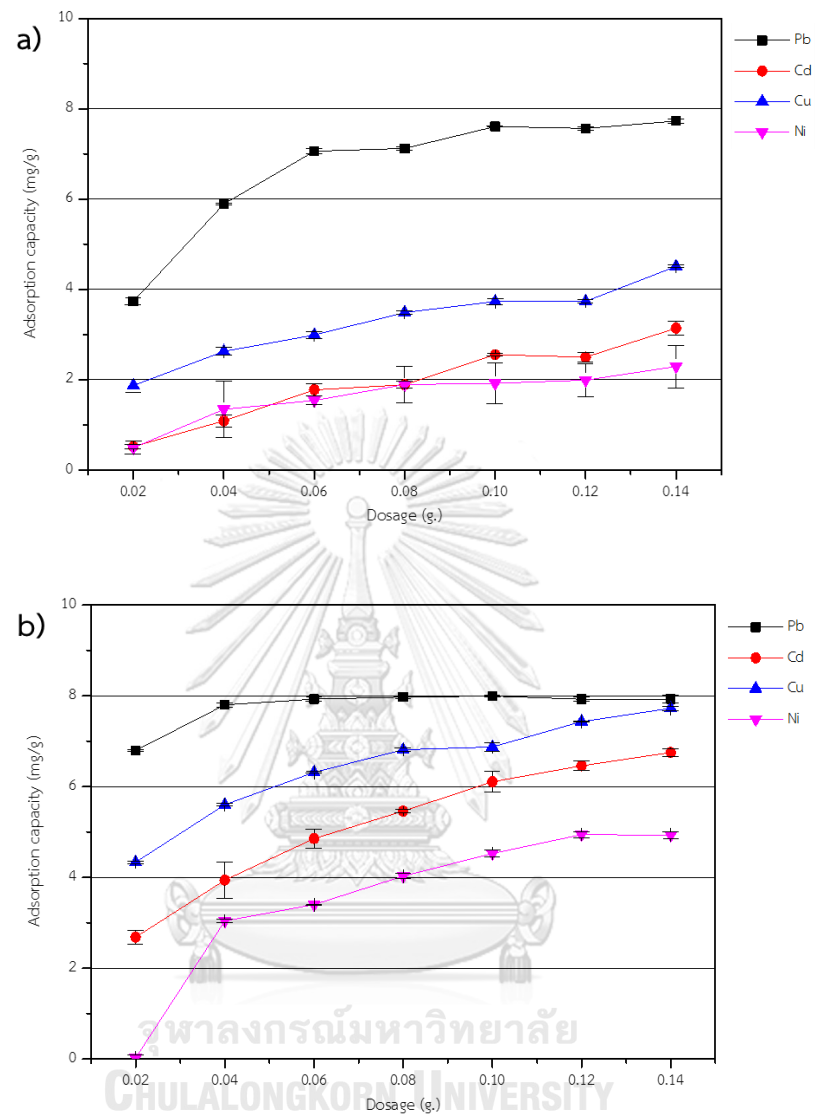 a)
10
8
6
4
2
0
Adsorption capacity (mg/g)
0.02 0.04 0.06 0.08 0.10 0.12 0.14
Dosage (g.)
Pb
Cd
Cu
Ni
b)
10
8
6
4
2
0
Adsorption capacity (mg/g)
0.02 0.04 0.06 0.08 0.10 0.12 0.14
Dosage (g.)
Pb
Cd
Cu
Ni
จุฬาลงกรณ์มหาวิทยาลัย
CHULALONGKORN UNIVERSITY